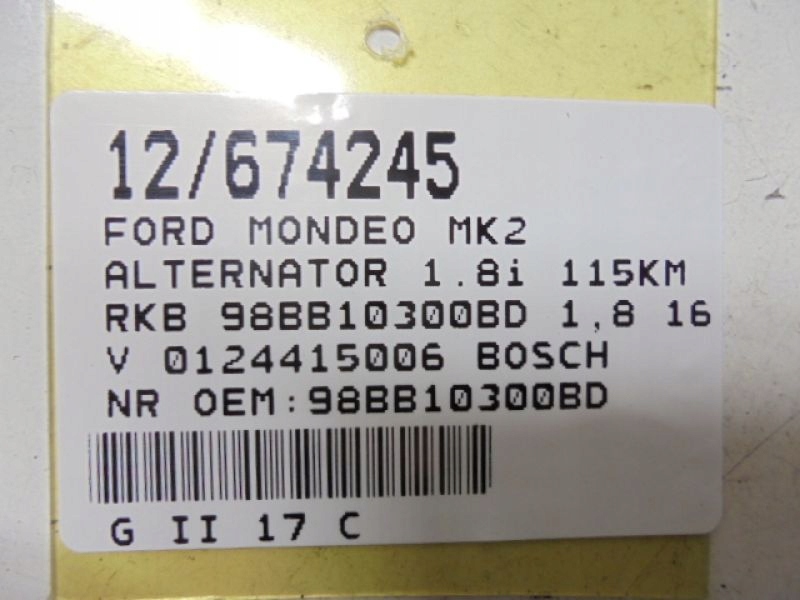 12/674245
FORD MONDEO MK2
ALTERNATOR 1.8i 115KM
RKB 98BB10300BD 1,8 16
V 0124415006 BOSCH
NR OEM:98BB10300BD
G II 17 C